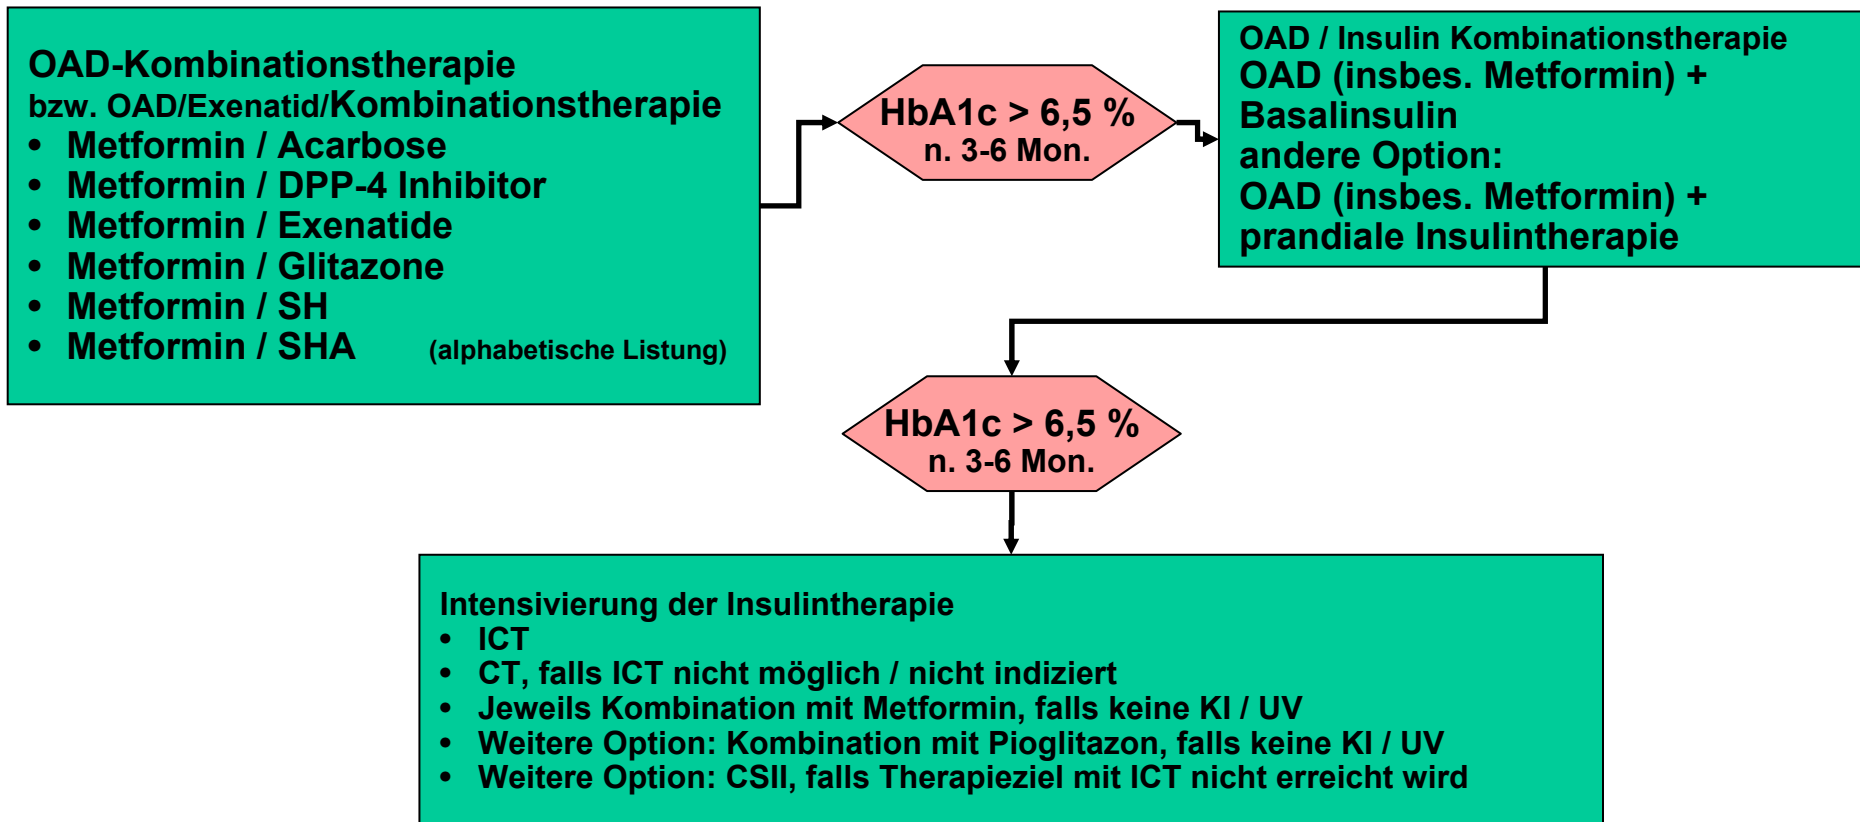 OAD-Kombinationstherapie
bzw. OAD/Exenatid/Kombinationstherapie
• Metformin / Acarbose
• Metformin / DPP-4 Inhibitor
• Metformin / Exenatide
• Metformin / Glitazone
• Metformin / SH
• Metformin / SHA (alphabetische Listung)
HbA1c > 6,5 %
n. 3-6 Mon.
OAD / Insulin Kombinationstherapie
OAD (insbes. Metformin) +
Basalinsulin
andere Option:
OAD (insbes. Metformin) +
prandiale Insulintherapie
HbA1c > 6,5 %
n. 3-6 Mon.
Intensivierung der Insulintherapie
• ICT
• CT, falls ICT nicht möglich / nicht indiziert
• Jeweils Kombination mit Metformin, falls keine KI / UV
• Weitere Option: Kombination mit Pioglitazon, falls keine KI / UV
• Weitere Option: CSII, falls Therapieziel mit ICT nicht erreicht wird